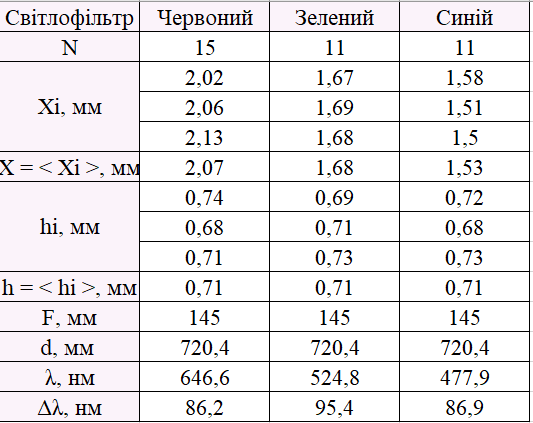 Світлофільтр Червоний Зелений Синій
N 15 11 11
Xi, мм 2,02 1,67 1,58
2,06 1,69 1,51
2,13 1,68 1,5
X = < Xi >, мм 2,07 1,68 1,53
hi, мм 0,74 0,69 0,72
0,68 0,71 0,68
0,71 0,73 0,73
h = < hi >, мм 0,71 0,71 0,71
F, мм 145 145 145
d, мм 720,4 720,4 720,4
λ, нм 646,6 524,8 477,9
Δλ, нм 86,2 95,4 86,9